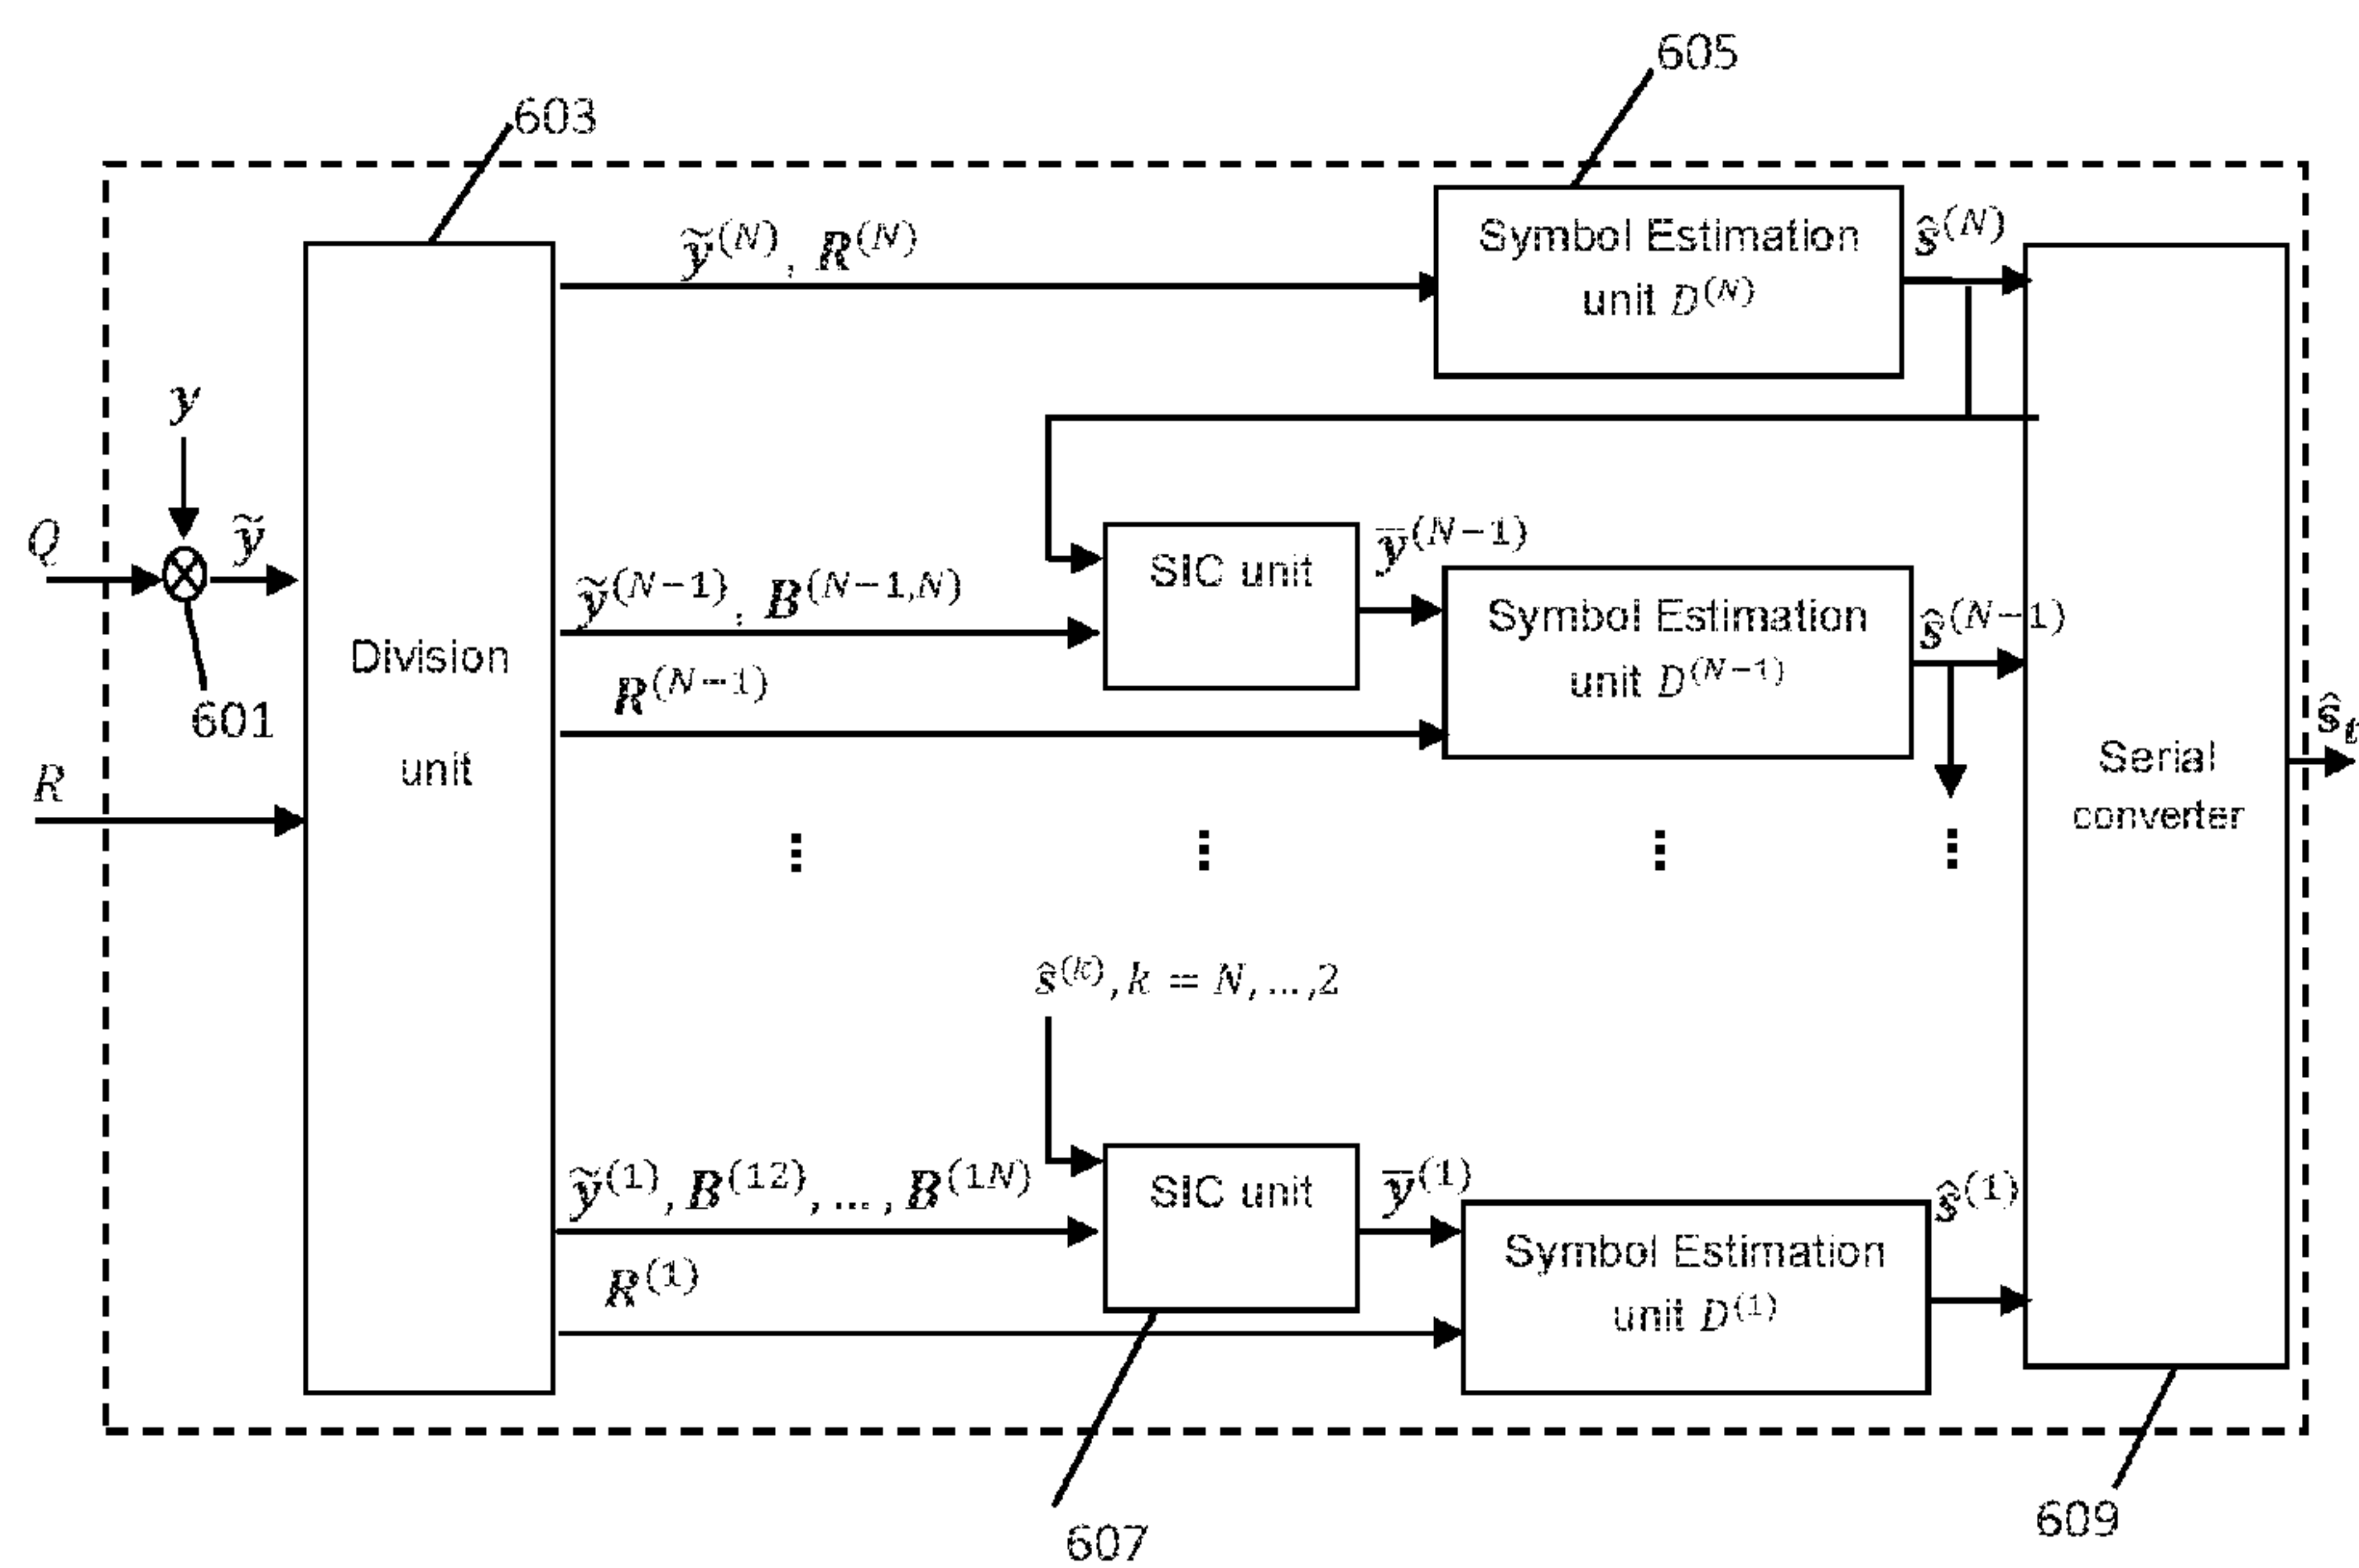 605
603
ỹ⁽ᴺ⁾, R⁽ᴺ⁾
Symbol Estimation
unit D⁽ᴺ⁾
ŝ⁽ᴺ⁾
y
Q
ỹ
601
R
Division
unit
ỹ⁽ᴺ⁻¹⁾, B⁽ᴺ⁻¹,ᴺ⁾
R⁽ᴺ⁻¹⁾
SIC unit
y̅⁽ᴺ⁻¹⁾
Symbol Estimation
unit D⁽ᴺ⁻¹⁾
ŝ⁽ᴺ⁻¹⁾
Serial
converter
ŝₜ
⋮ ⋮ ⋮ ⋮
ŝ⁽ᵏ⁾, k = N, ..., 2
ỹ⁽¹⁾, B⁽¹²⁾, ..., B⁽¹ᴺ⁾
R⁽¹⁾
SIC unit
y̅⁽¹⁾
Symbol Estimation
unit D⁽¹⁾
ŝ⁽¹⁾
607
609